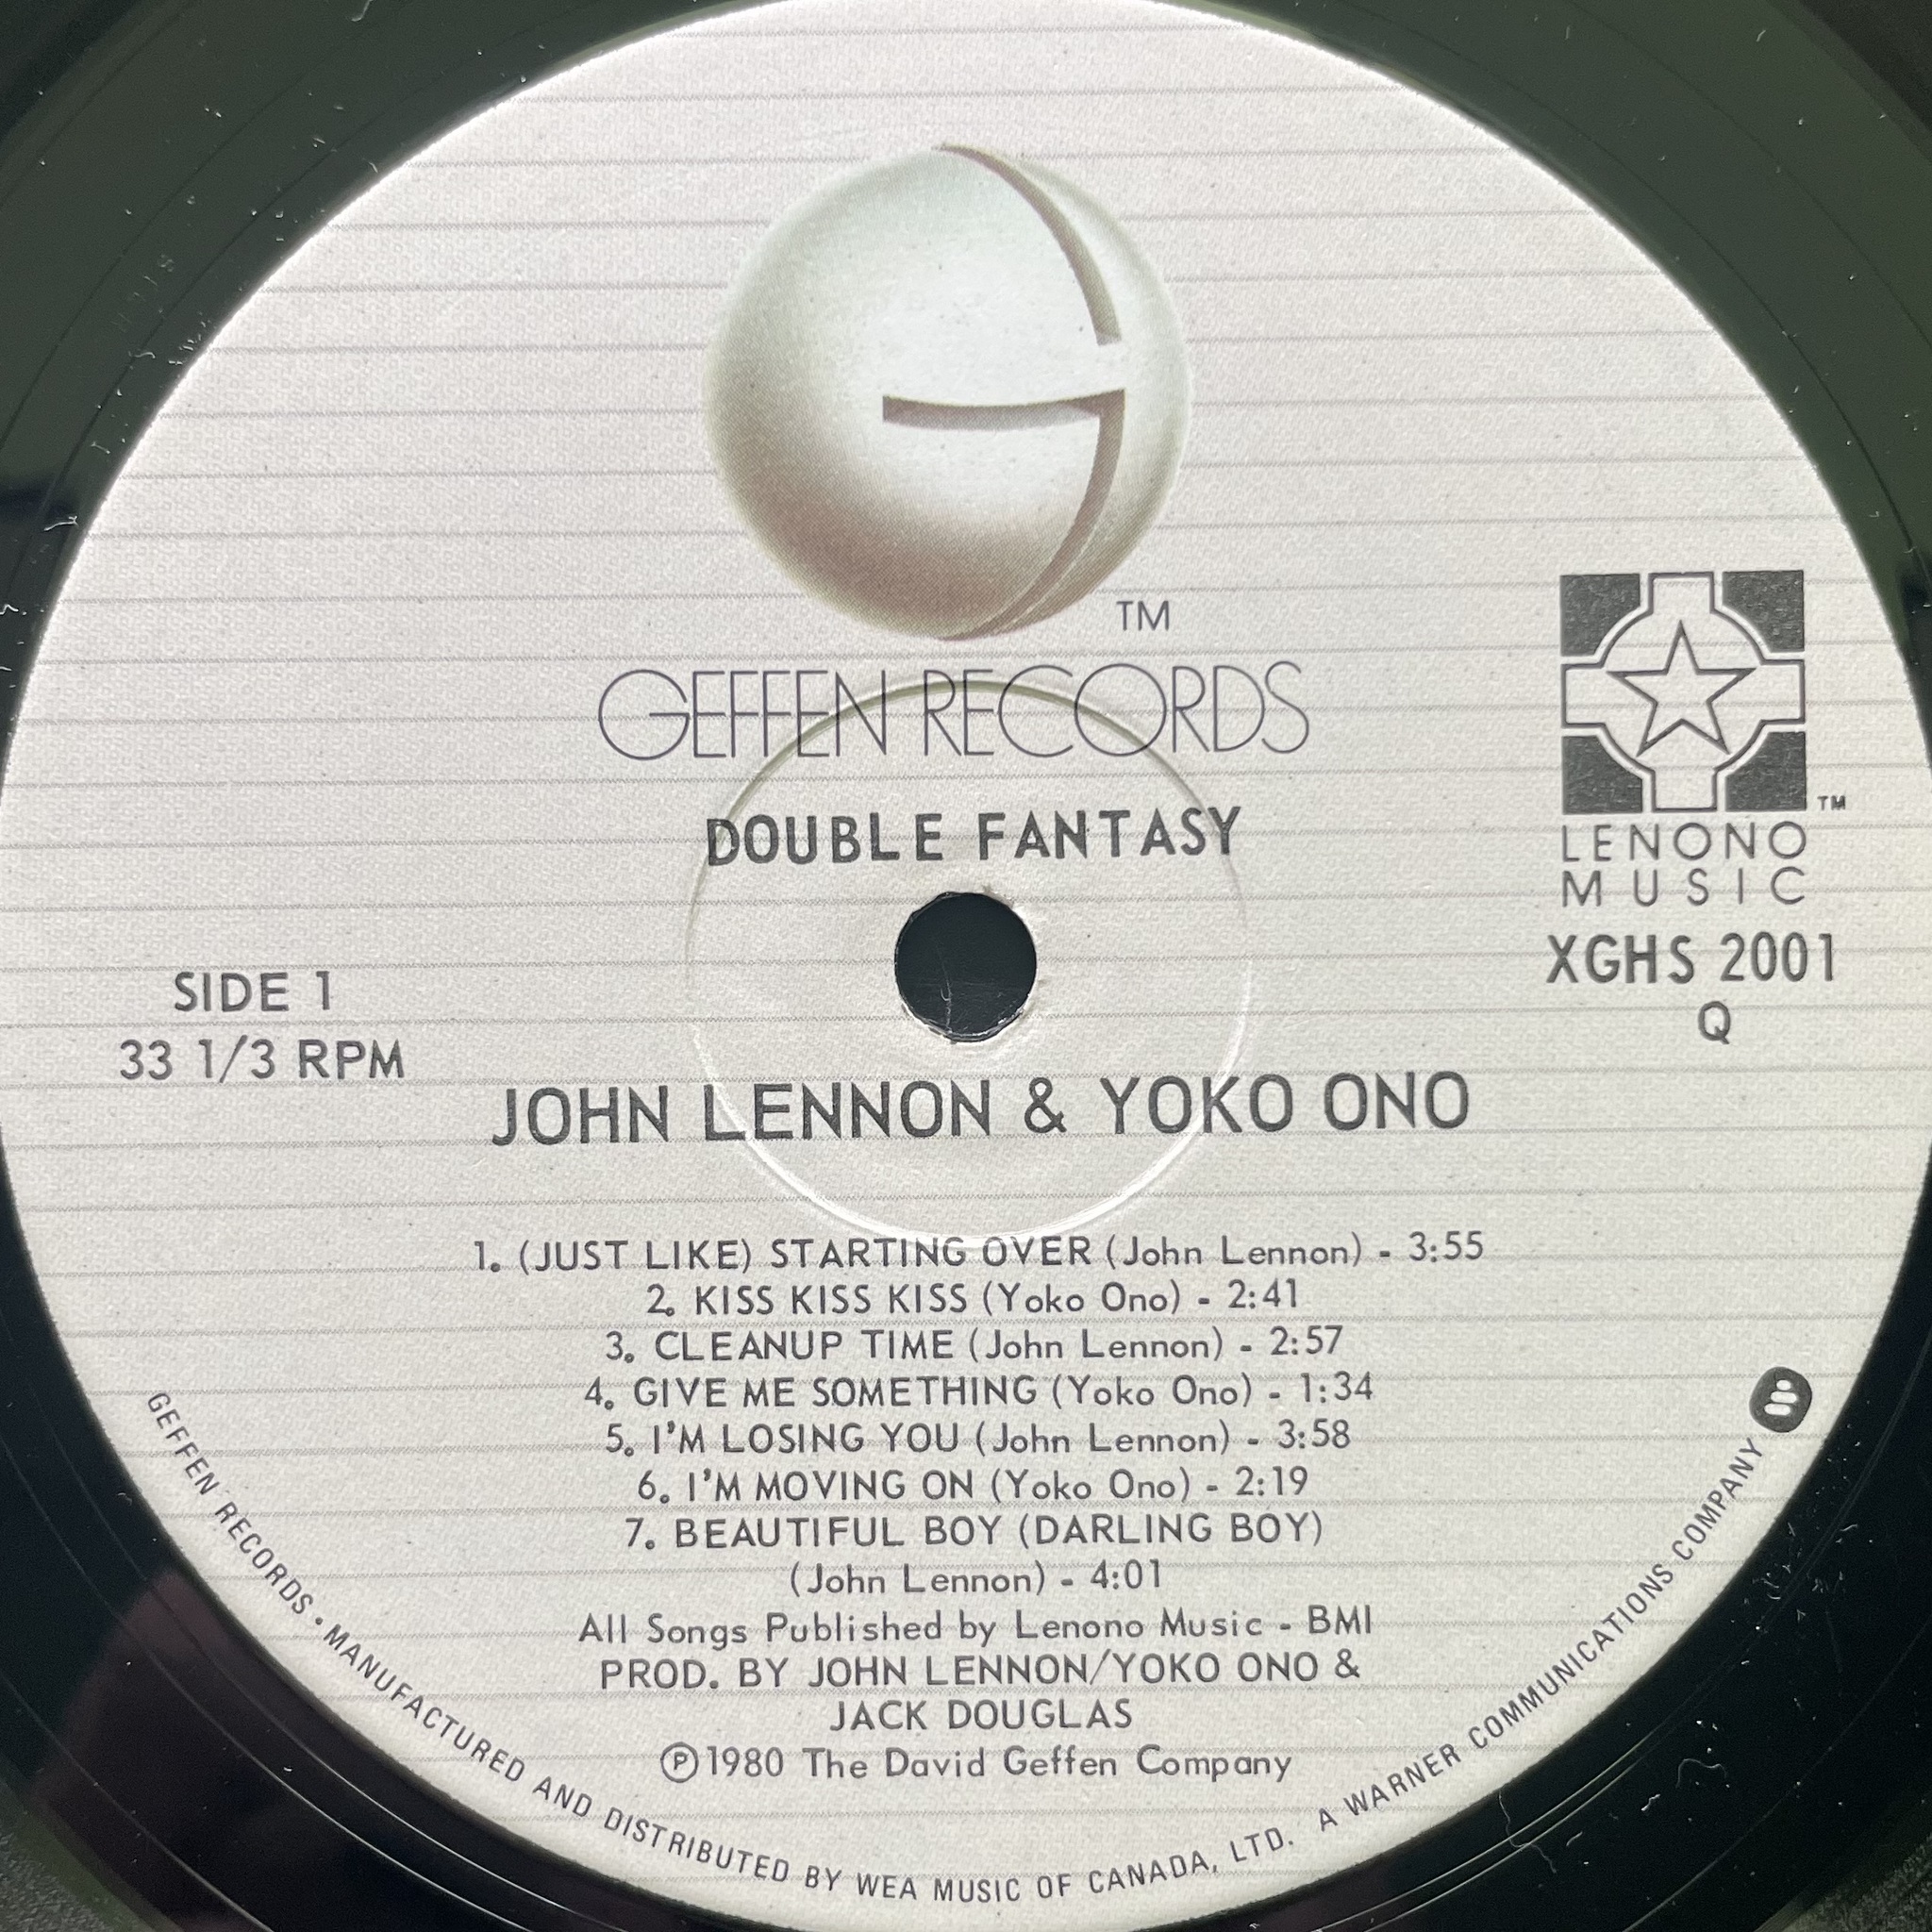 TM
GEFFEN RECORDS
DOUBLE FANTASY
TM
LENONO
MUSIC
XGHS 2001
Q
SIDE 1
33 1/3 RPM
JOHN LENNON & YOKO ONO
1. (JUST LIKE) STARTING OVER (John Lennon) - 3:55
2. KISS KISS KISS (Yoko Ono) - 2:41
3. CLEANUP TIME (John Lennon) - 2:57
4. GIVE ME SOMETHING (Yoko Ono) - 1:34
5. I'M LOSING YOU (John Lennon) - 3:58
6. I'M MOVING ON (Yoko Ono) - 2:19
7. BEAUTIFUL BOY (DARLING BOY)
(John Lennon) - 4:01
All Songs Published by Lenono Music - BMI
PROD. BY JOHN LENNON/YOKO ONO &
JACK DOUGLAS
Ⓟ1980 The David Geffen Company
GEFFEN RECORDS • MANUFACTURED AND DISTRIBUTED BY WEA MUSIC OF CANADA, LTD. A WARNER COMMUNICATIONS COMPANY